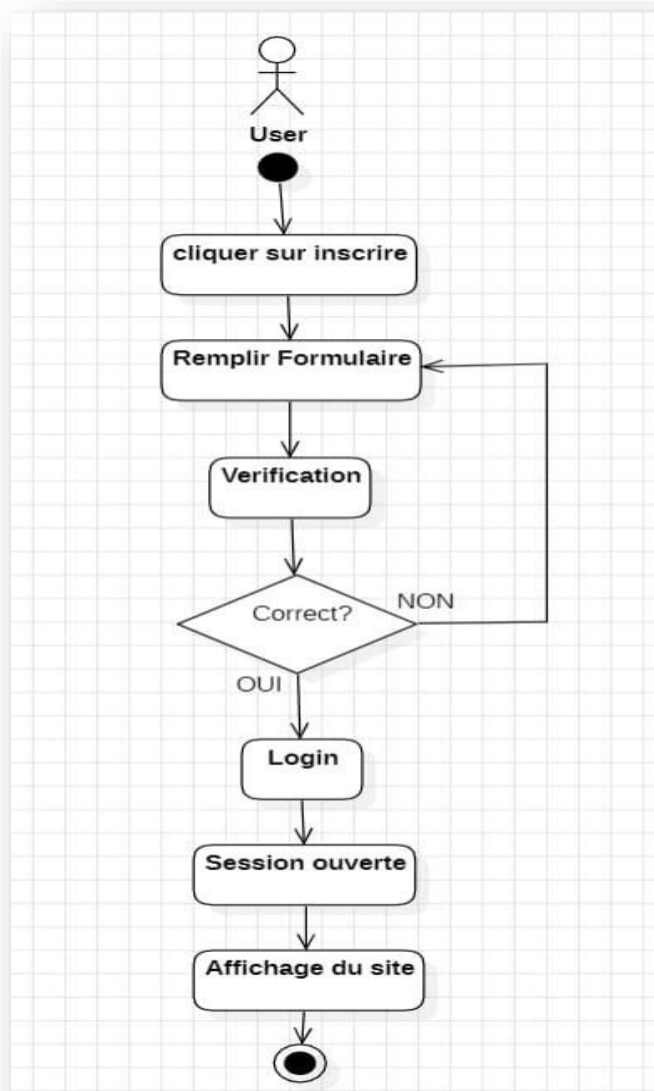 User
cliquer sur inscrire
Remplir Formulaire
Verification
Correct?
NON
OUI
Login
Session ouverte
Affichage du site